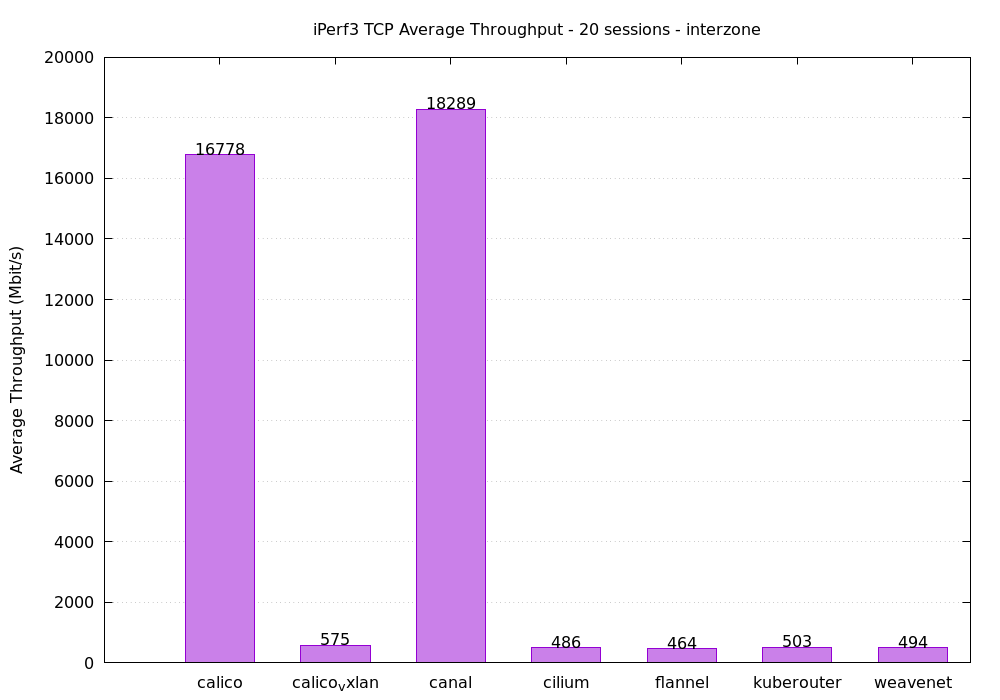 iPerf3 TCP Average Throughput - 20 sessions - interzone
Average Throughput (Mbit/s)
20000
18000
16000
14000
12000
10000
8000
6000
4000
2000
0
16778
575
18289
486
464
503
494
calico
calicovxlan
canal
cilium
flannel
kuberouter
weavenet